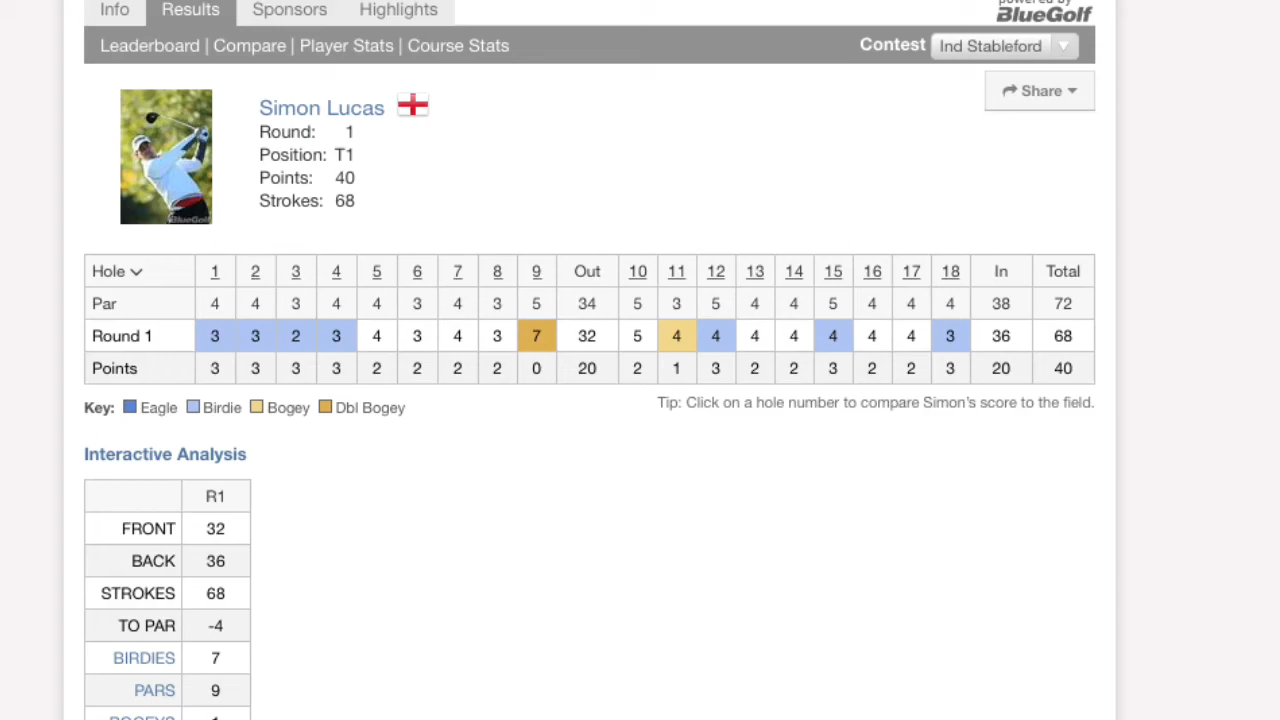 Info Results Sponsors Highlights
powered by
BlueGolf
Leaderboard | Compare | Player Stats | Course Stats
Contest Ind Stableford
Share
Simon Lucas
Round: 1
Position: T1
Points: 40
Strokes: 68
BlueGolf
Hole 1 2 3 4 5 6 7 8 9 Out 10 11 12 13 14 15 16 17 18 In Total
Par 4 4 3 4 4 3 4 3 5 34 5 3 5 4 4 5 4 4 4 38 72
Round 1 3 3 2 3 4 3 4 3 7 32 5 4 4 4 4 4 4 4 3 36 68
Points 3 3 3 3 2 2 2 2 0 20 2 1 3 2 2 3 2 2 3 20 40
Key: Eagle Birdie Bogey Dbl Bogey
Tip: Click on a hole number to compare Simon's score to the field.
Interactive Analysis
R1
FRONT 32
BACK 36
STROKES 68
TO PAR -4
BIRDIES 7
PARS 9
BOGEYS 1